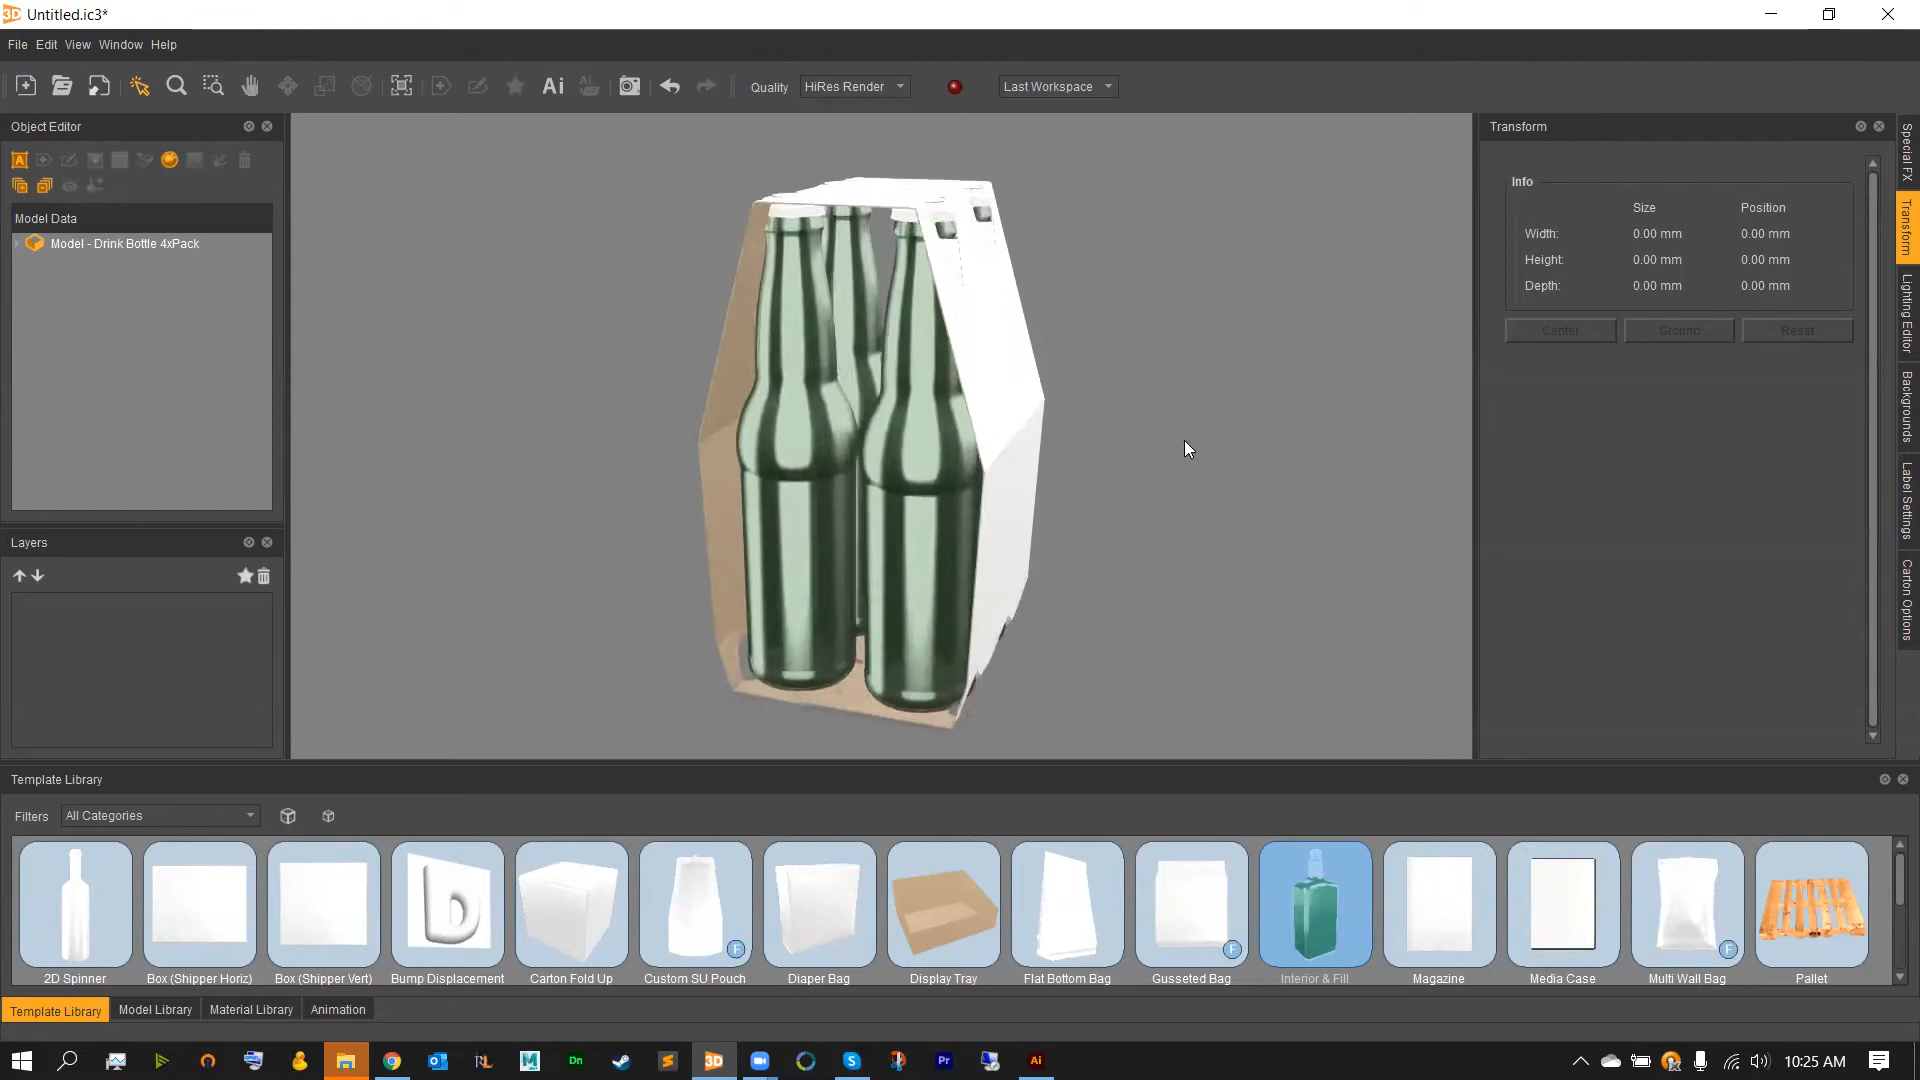 Untitled.ic3*
File Edit View Window Help
Ai Quality HiRes Render Last Workspace
Object Editor
A
Model Data
Model - Drink Bottle 4xPack
Layers
Transform
Info
Size Position
Width: 0.00 mm 0.00 mm
Height: 0.00 mm 0.00 mm
Depth: 0.00 mm 0.00 mm
Center Ground Reset
Special FX
Transform
Lighting Editor
Backgrounds
Label Settings
Carton Options
Template Library
Filters All Categories
2D Spinner Box (Shipper Horiz) Box (Shipper Vert) Bump Displacement Carton Fold Up Custom SU Pouch Diaper Bag Display Tray Flat Bottom Bag Gusseted Bag Interior & Fill Magazine Media Case Multi Wall Bag Pallet
Template Library Model Library Material Library Animation
10:25 AM